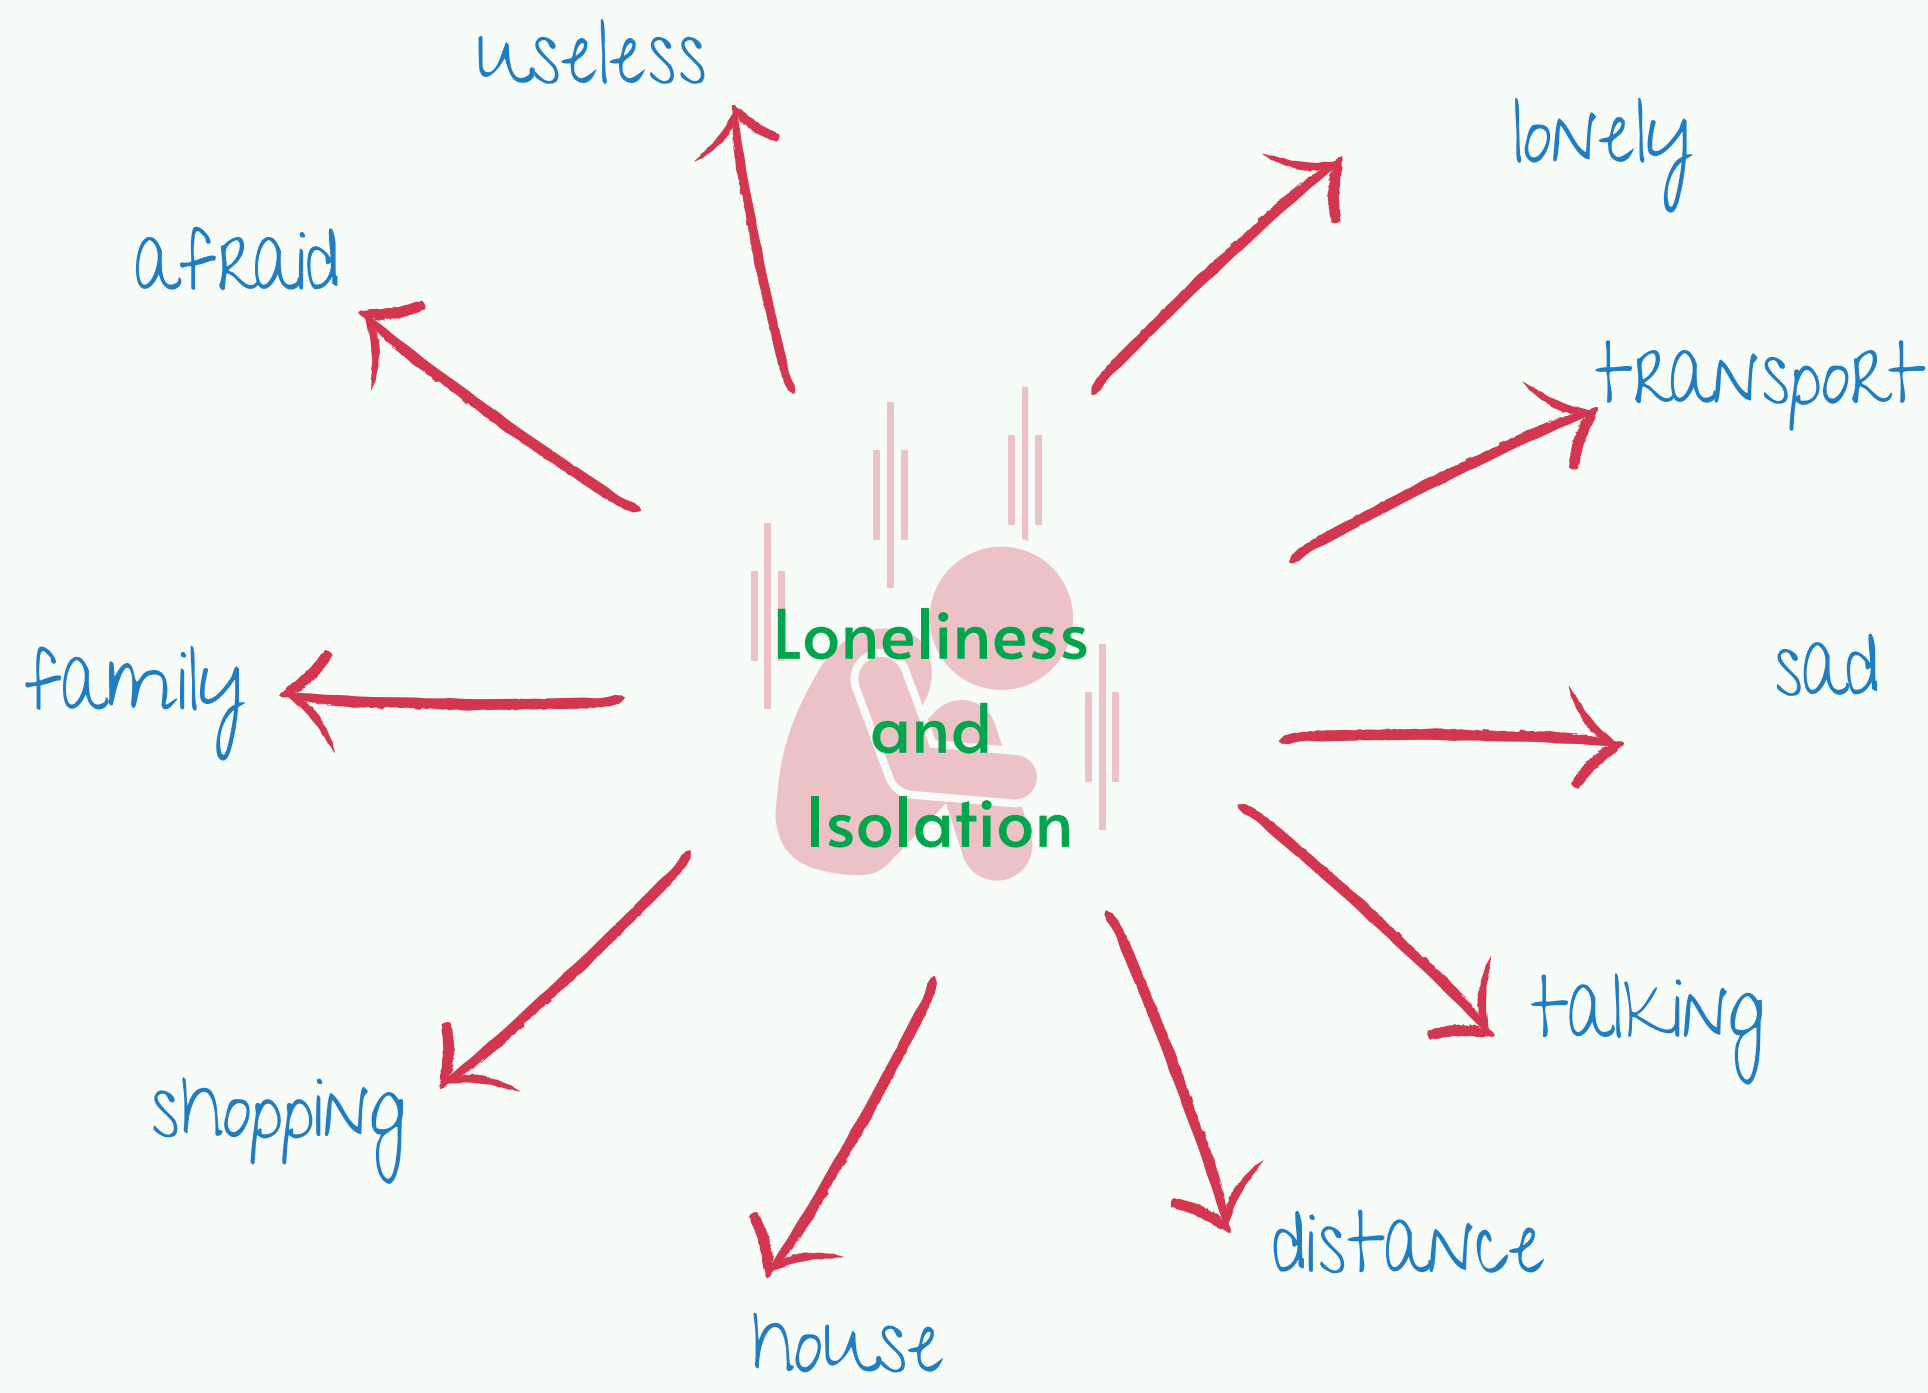 useless
lonely
afraid
transport
Loneliness
and
Isolation
family
sad
talking
shopping
distance
house